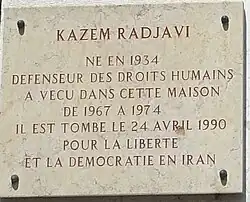 KAZEM RADJAVI
NE EN 1934
DEFENSEUR DES DROITS HUMAINS
A VECU DANS CETTE MAISON
DE 1967 A 1974
IL EST TOMBE LE 24 AVRIL 1990
POUR LA LIBERTE
ET LA DEMOCRATIE EN IRAN